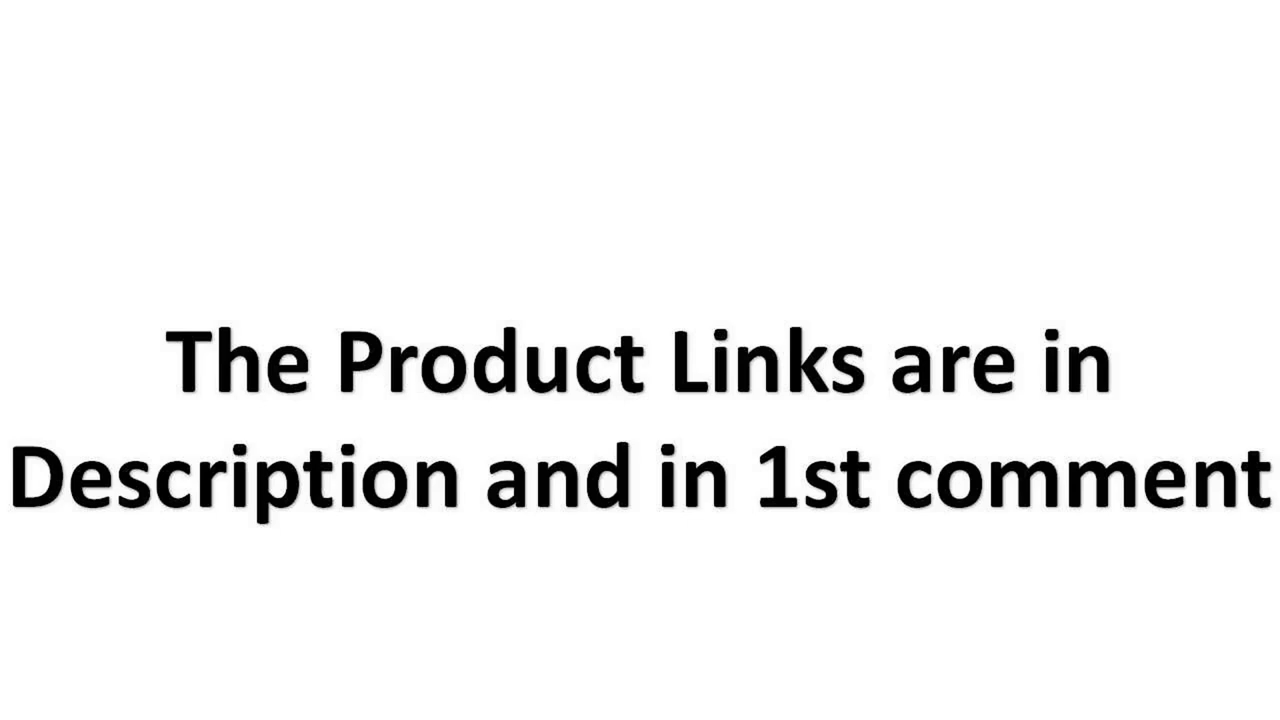 The Product Links are in
Description and in 1st comment